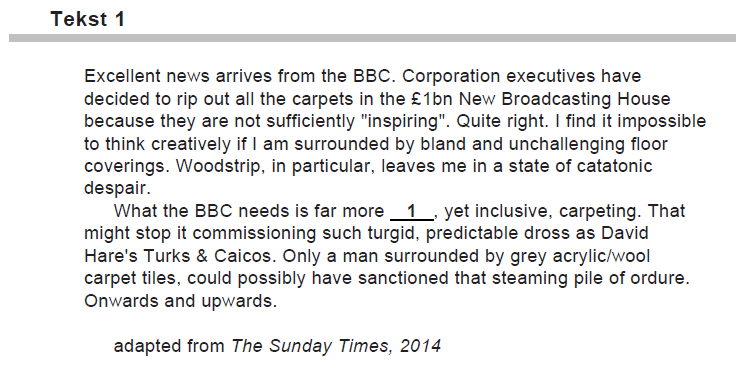 Tekst 1
Excellent news arrives from the BBC. Corporation executives have
decided to rip out all the carpets in the £1bn New Broadcasting House
because they are not sufficiently "inspiring". Quite right. I find it impossible
to think creatively if I am surrounded by bland and unchallenging floor
coverings. Woodstrip, in particular, leaves me in a state of catatonic
despair.
What the BBC needs is far more __1__, yet inclusive, carpeting. That
might stop it commissioning such turgid, predictable dross as David
Hare's Turks & Caicos. Only a man surrounded by grey acrylic/wool
carpet tiles, could possibly have sanctioned that steaming pile of ordure.
Onwards and upwards.
adapted from The Sunday Times, 2014